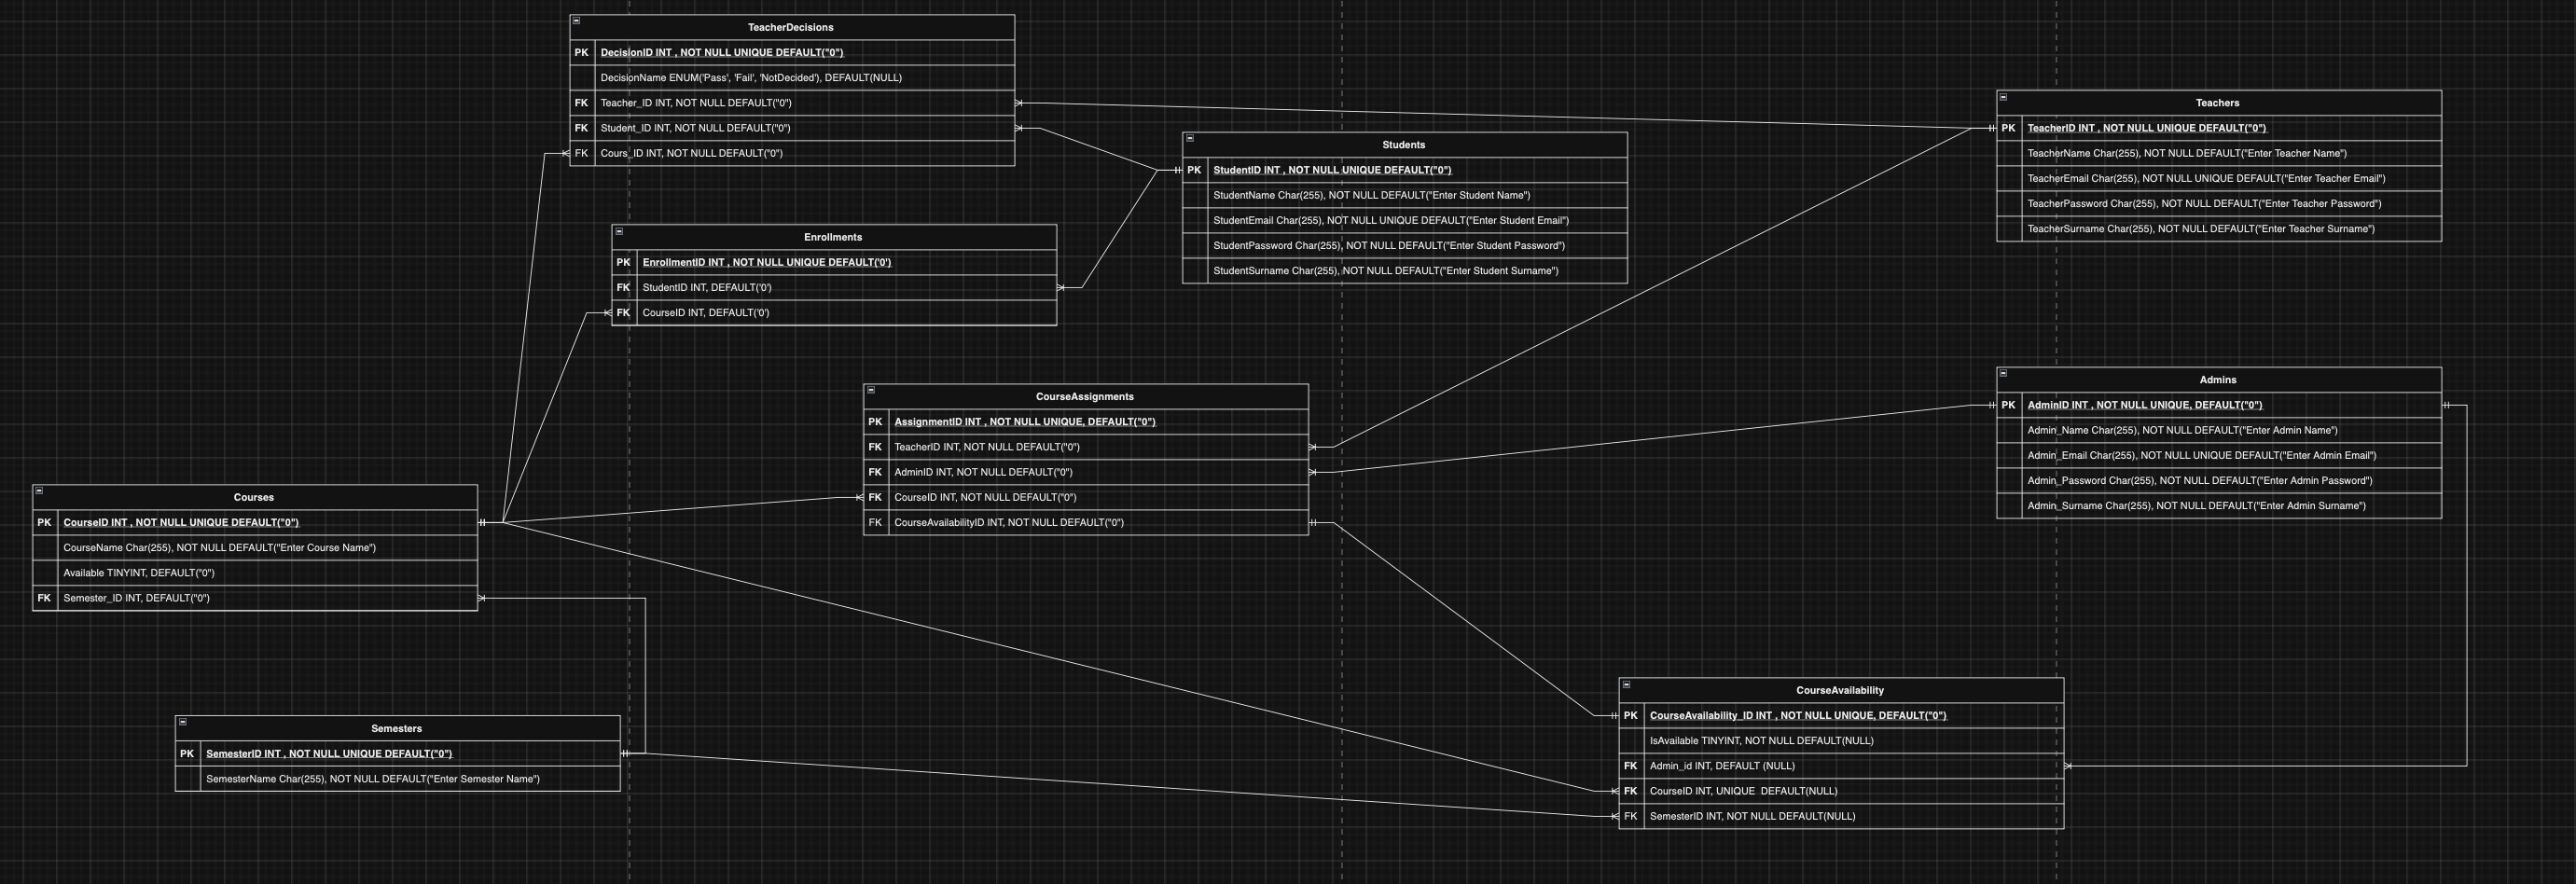 TeacherDecisions
PK DecisionID INT , NOT NULL UNIQUE DEFAULT("0")
DecisionName ENUM('Pass', 'Fail', 'NotDecided'), DEFAULT(NULL)
FK Teacher_ID INT, NOT NULL DEFAULT("0")
FK Student_ID INT, NOT NULL DEFAULT("0")
FK Cours_ID INT, NOT NULL DEFAULT("0")
Teachers
PK TeacherID INT , NOT NULL UNIQUE DEFAULT("0")
TeacherName Char(255), NOT NULL DEFAULT("Enter Teacher Name")
TeacherEmail Char(255), NOT NULL UNIQUE DEFAULT("Enter Teacher Email")
TeacherPassword Char(255), NOT NULL DEFAULT("Enter Teacher Password")
TeacherSurname Char(255), NOT NULL DEFAULT("Enter Teacher Surname")
Students
PK StudentID INT , NOT NULL UNIQUE DEFAULT("0")
StudentName Char(255), NOT NULL DEFAULT("Enter Student Name")
StudentEmail Char(255), NOT NULL UNIQUE DEFAULT("Enter Student Email")
StudentPassword Char(255), NOT NULL DEFAULT("Enter Student Password")
StudentSurname Char(255), NOT NULL DEFAULT("Enter Student Surname")
Enrollments
PK EnrollmentID INT , NOT NULL UNIQUE DEFAULT('0')
FK StudentID INT, DEFAULT('0')
FK CourseID INT, DEFAULT('0')
CourseAssignments
PK AssignmentID INT , NOT NULL UNIQUE, DEFAULT("0")
FK TeacherID INT, NOT NULL DEFAULT("0")
FK AdminID INT, NOT NULL DEFAULT("0")
FK CourseID INT, NOT NULL DEFAULT("0")
FK CourseAvailabilityID INT, NOT NULL DEFAULT("0")
Admins
PK AdminID INT , NOT NULL UNIQUE, DEFAULT("0")
Admin_Name Char(255), NOT NULL DEFAULT("Enter Admin Name")
Admin_Email Char(255), NOT NULL UNIQUE DEFAULT("Enter Admin Email")
Admin_Password Char(255), NOT NULL DEFAULT("Enter Admin Password")
Admin_Surname Char(255), NOT NULL DEFAULT("Enter Admin Surname")
Courses
PK CourseID INT , NOT NULL UNIQUE DEFAULT("0")
CourseName Char(255), NOT NULL DEFAULT("Enter Course Name")
Available TINYINT, DEFAULT("0")
FK Semester_ID INT, DEFAULT("0")
Semesters
PK SemesterID INT , NOT NULL UNIQUE DEFAULT("0")
SemesterName Char(255), NOT NULL DEFAULT("Enter Semester Name")
CourseAvailability
PK CourseAvailability_ID INT , NOT NULL UNIQUE, DEFAULT("0")
IsAvailable TINYINT, NOT NULL DEFAULT(NULL)
FK Admin_id INT, DEFAULT (NULL)
FK CourseID INT, UNIQUE  DEFAULT(NULL)
FK SemesterID INT, NOT NULL DEFAULT(NULL)